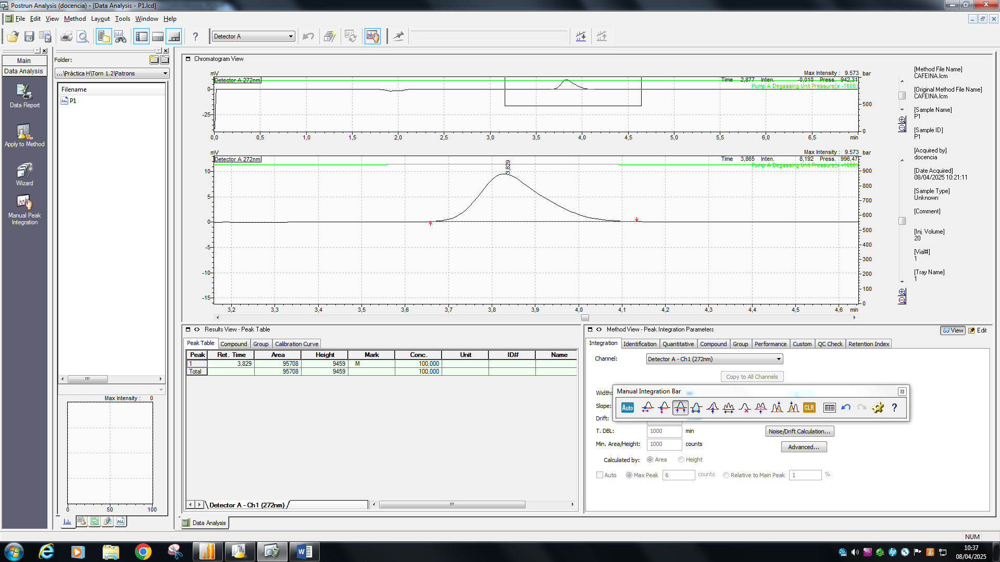 Postrun Analysis (docencia) - [Data Analysis - P1.lcd]
File Edit View Method Layout Tools Window Help
Detector A
Main
Data Analysis
Data Report
Apply to Method
Wizard
Manual Peak
Integration
Folder:
...\Pràctica H\Torn 1.2\Patrons
Filename
P1
Max Intensity : 0
0 50 100
ALL
Chromatogram View
mV
Max Intensity : 9.573 bar
Detector A 272nm
Time 2,877 Inten. -0,010 Press. 942,31
Pump A Degassing Unit Pressure(x -1000)
0
-25
500
0
0,0 0,5 1,0 1,5 2,0 2,5 3,0 3,5 4,0 4,5 5,0 5,5 6,0 6,5 min
mV
Max Intensity : 9.573 bar
Detector A 272nm
Time 3,865 Inten. 8,192 Press. 996,47
Pump A Degassing Unit Pressure(x -1000)
3,829
10
5
0
-5
-10
-15
900
800
700
600
500
400
300
200
100
0
3,2 3,3 3,4 3,5 3,6 3,7 3,8 3,9 4,0 4,1 4,2 4,3 4,4 4,5 4,6 min
[Method File Name]
CAFEINA.lcm
[Original Method File Name]
CAFEINA.lcm
[Sample Name]
P1
[Sample ID]
P1
[Acquired by]
docencia
[Date Acquired]
08/04/2025 10:21:11
[Sample Type]
Unknown
[Comment]
[Inj. Volume]
20
[Vial#]
1
[Tray Name]
1
Results View - Peak Table
Peak Table Compound Group Calibration Curve
Peak Ret. Time Area Height Mark Conc. Unit ID# Name
1 3,829 95708 9459 M 100,000
Total 95708 9459 100,000
Detector A - Ch1 (272nm)
Method View - Peak Integration Parameters
View Edit
Integration Identification Quantitative Compound Group Performance Custom QC Check Retention Index
Channel: Detector A - Ch1 (272nm)
Copy to All Channels
Width:
Slope:
Drift:
Manual Integration Bar
Auto CLR ?
T. DBL: 1000 min
Noise/Drift Calculation...
Min. Area/Height: 1000 counts
Advanced...
Calculated by: Area Height
Auto Max Peak 6 counts Relative to Main Peak 1 %
Data Analysis
NUM
10:37
08/04/2025